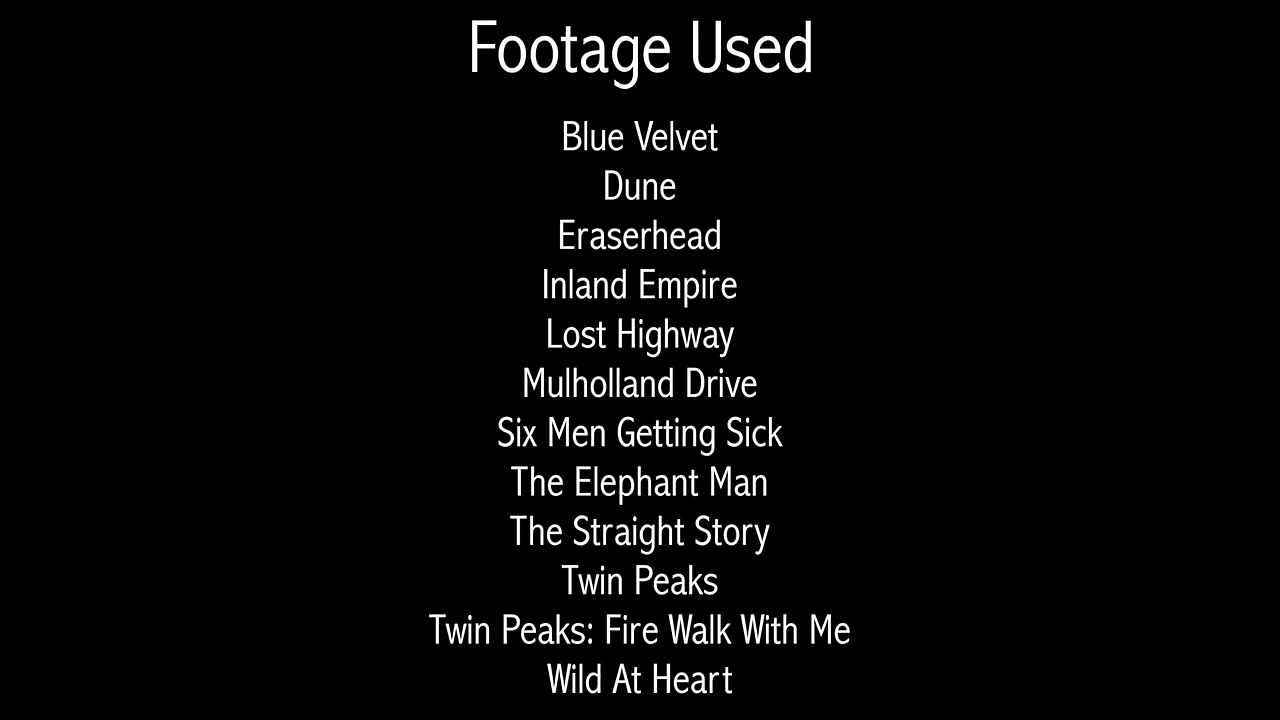 Footage Used
Blue Velvet
Dune
Eraserhead
Inland Empire
Lost Highway
Mulholland Drive
Six Men Getting Sick
The Elephant Man
The Straight Story
Twin Peaks
Twin Peaks: Fire Walk With Me
Wild At Heart